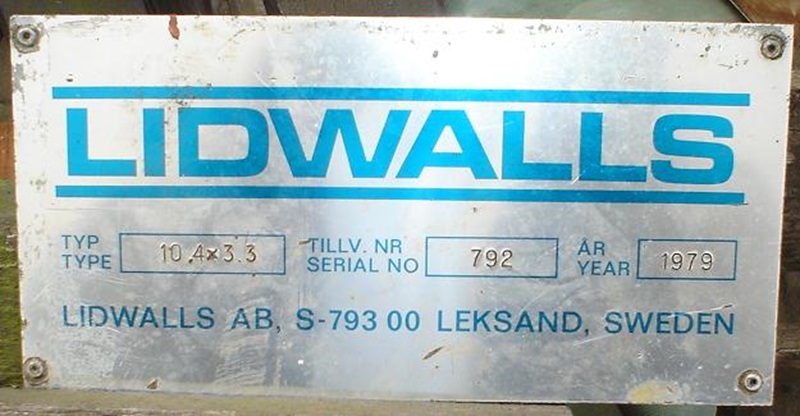 LIDWALLS
TYP 10.4×3.3 TILLV. NR 792 ÅR 1979
TYPE SERIAL NO YEAR
LIDWALLS AB, S-793 00 LEKSAND, SWEDEN